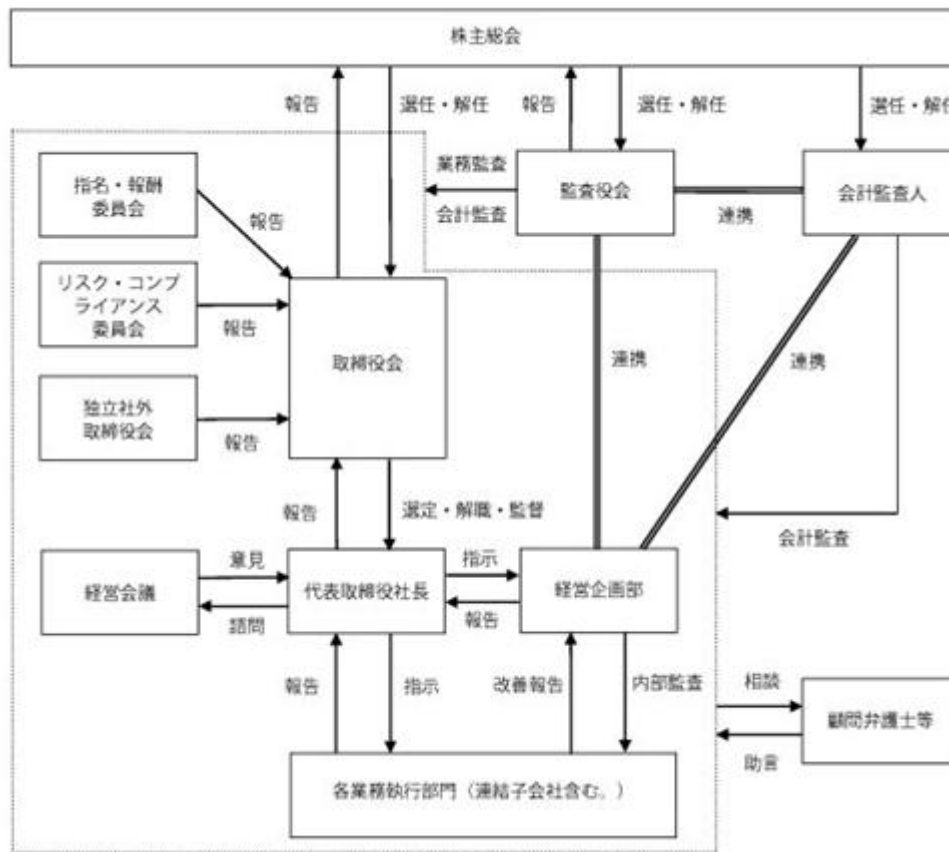 株主総会
報告
選任・解任
報告
選任・解任
選任・解任
指名・報酬
委員会
報告
業務監査
会計監査
監査役会
連携
会計監査人
リスク・コンプ
ライアンス
委員会
報告
取締役会
連携
連携
独立社外
取締役会
報告
報告
選定・解職・監督
会計監査
経営会議
意見
諮問
代表取締役社長
指示
報告
経営企画部
報告
指示
改善報告
内部監査
相談
助言
顧問弁護士等
各業務執行部門（連結子会社含む。）